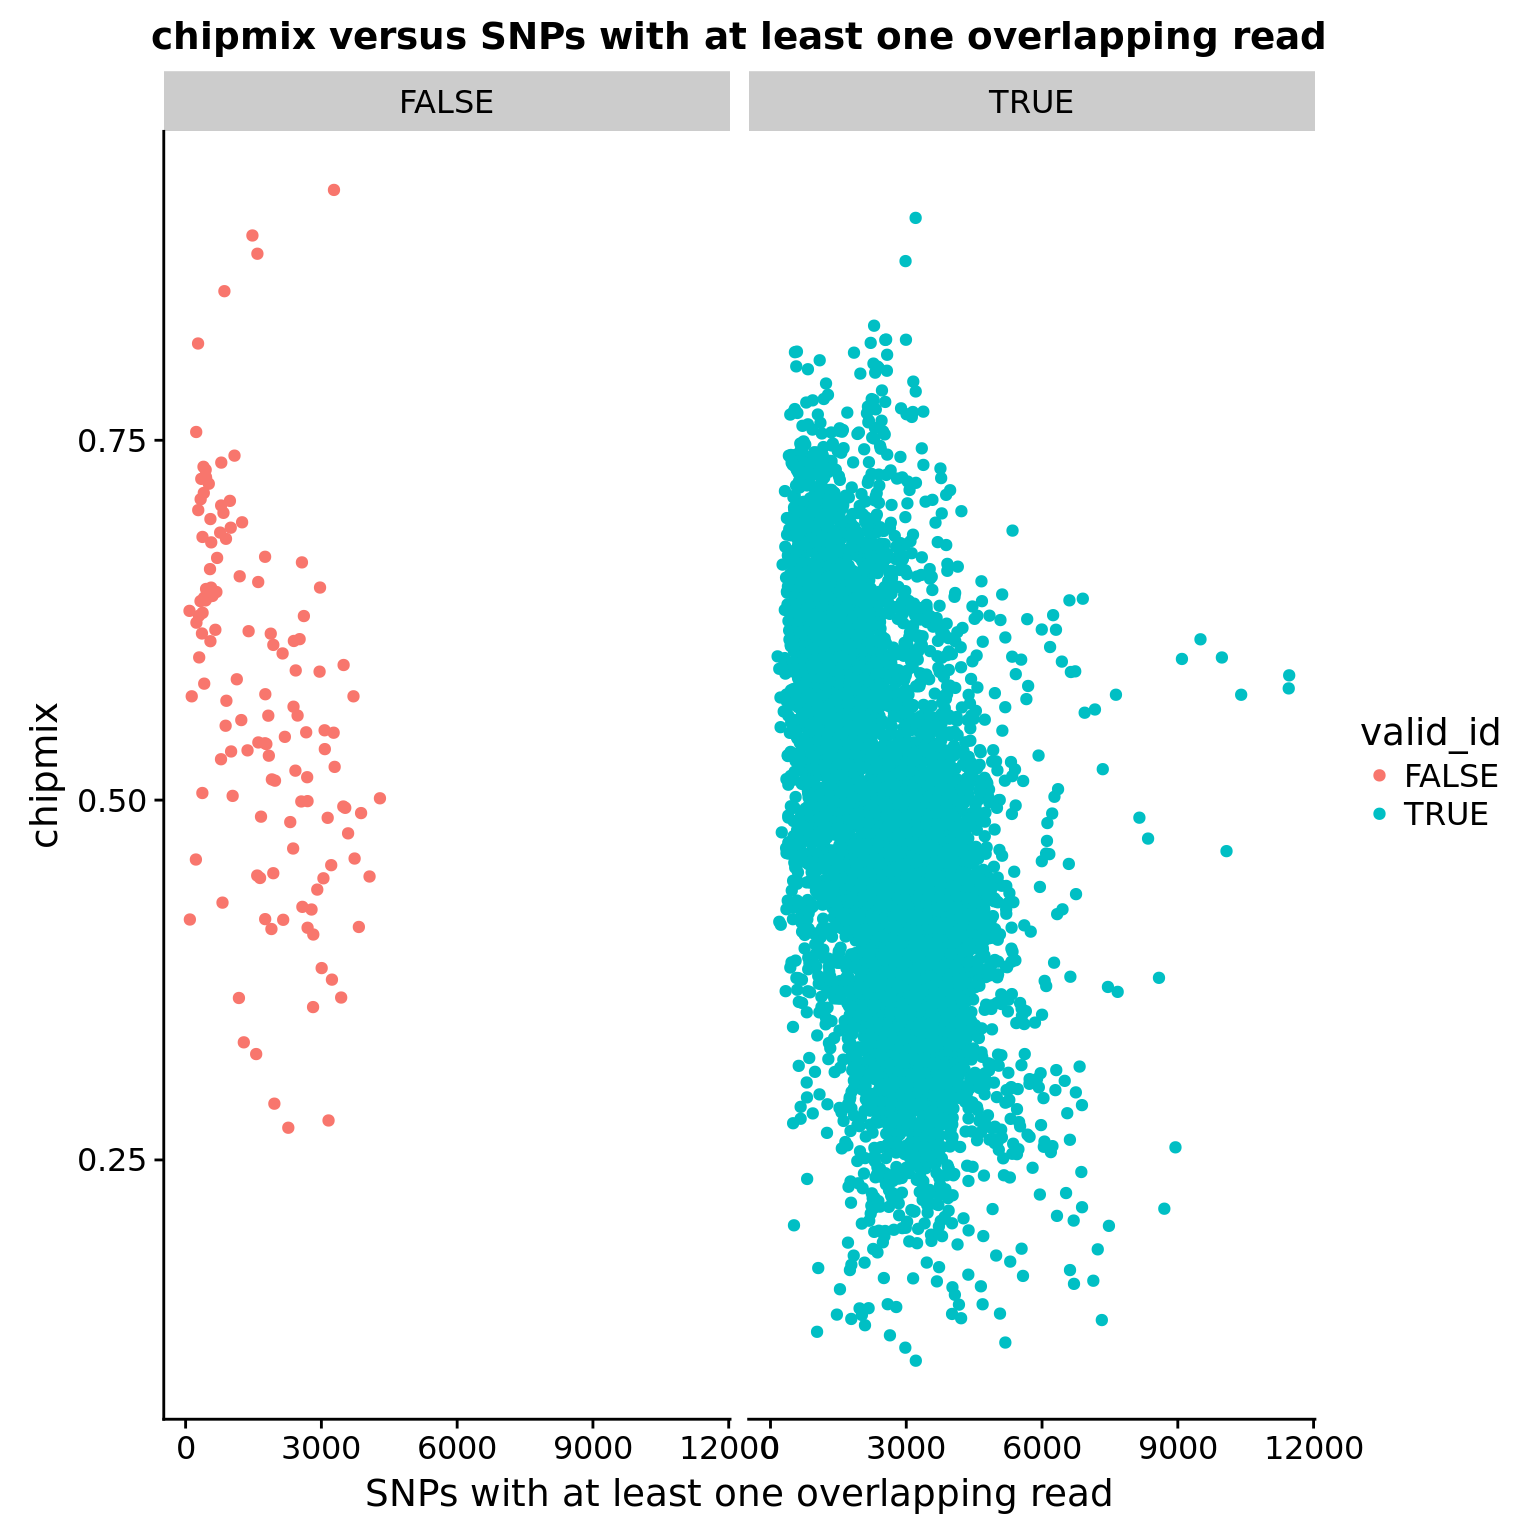 chipmix versus SNPs with at least one overlapping read
FALSE TRUE
0.75
0.50
0.25
chipmix
0 3000 6000 9000 12000 0 3000 6000 9000 12000
SNPs with at least one overlapping read
valid_id
FALSE
TRUE